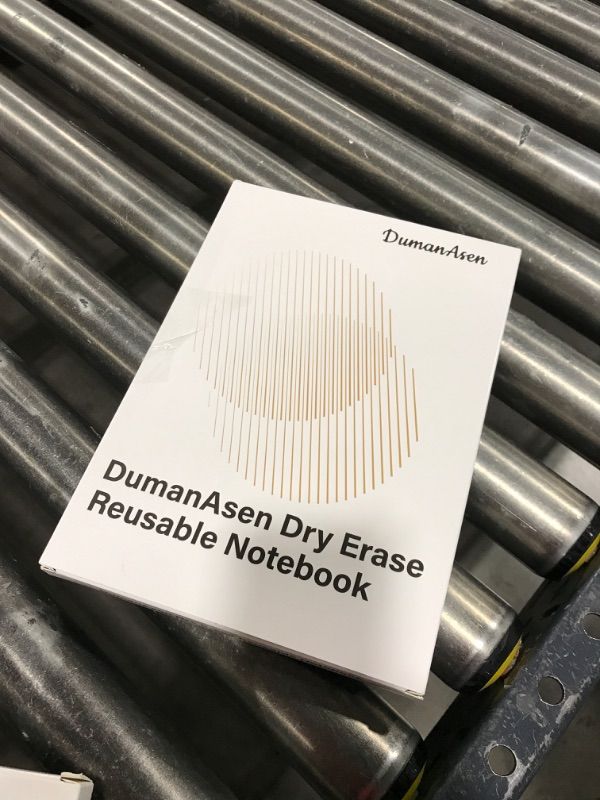 DumanAsen
DumanAsen Dry Erase
Reusable Notebook